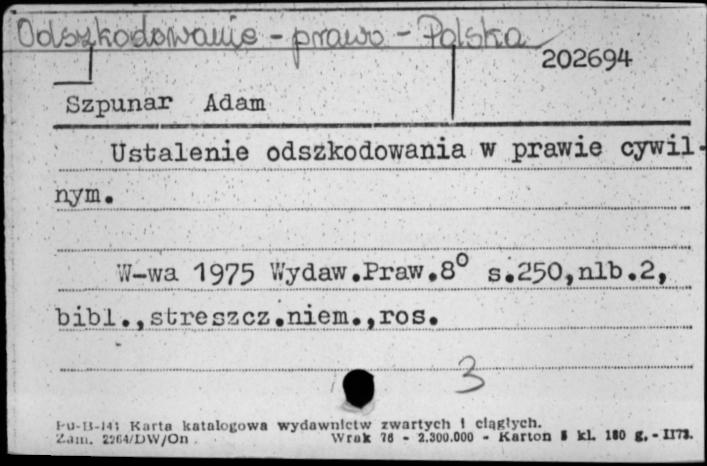 Odszkodowanie - prawo - Polska
202694
Szpunar Adam
Ustalenie odszkodowania w prawie cywil-
nym.
W-wa 1975 Wydaw.Praw.8° s.250,nlb.2,
bibl.,streszcz.niem.,ros.
3
Pu-B-141 Karta katalogowa wydawnictw zwartych i ciągłych.
Zam. 2264/DW/On Wrak 76 - 2.300.000 - Karton kl. 180 g. -